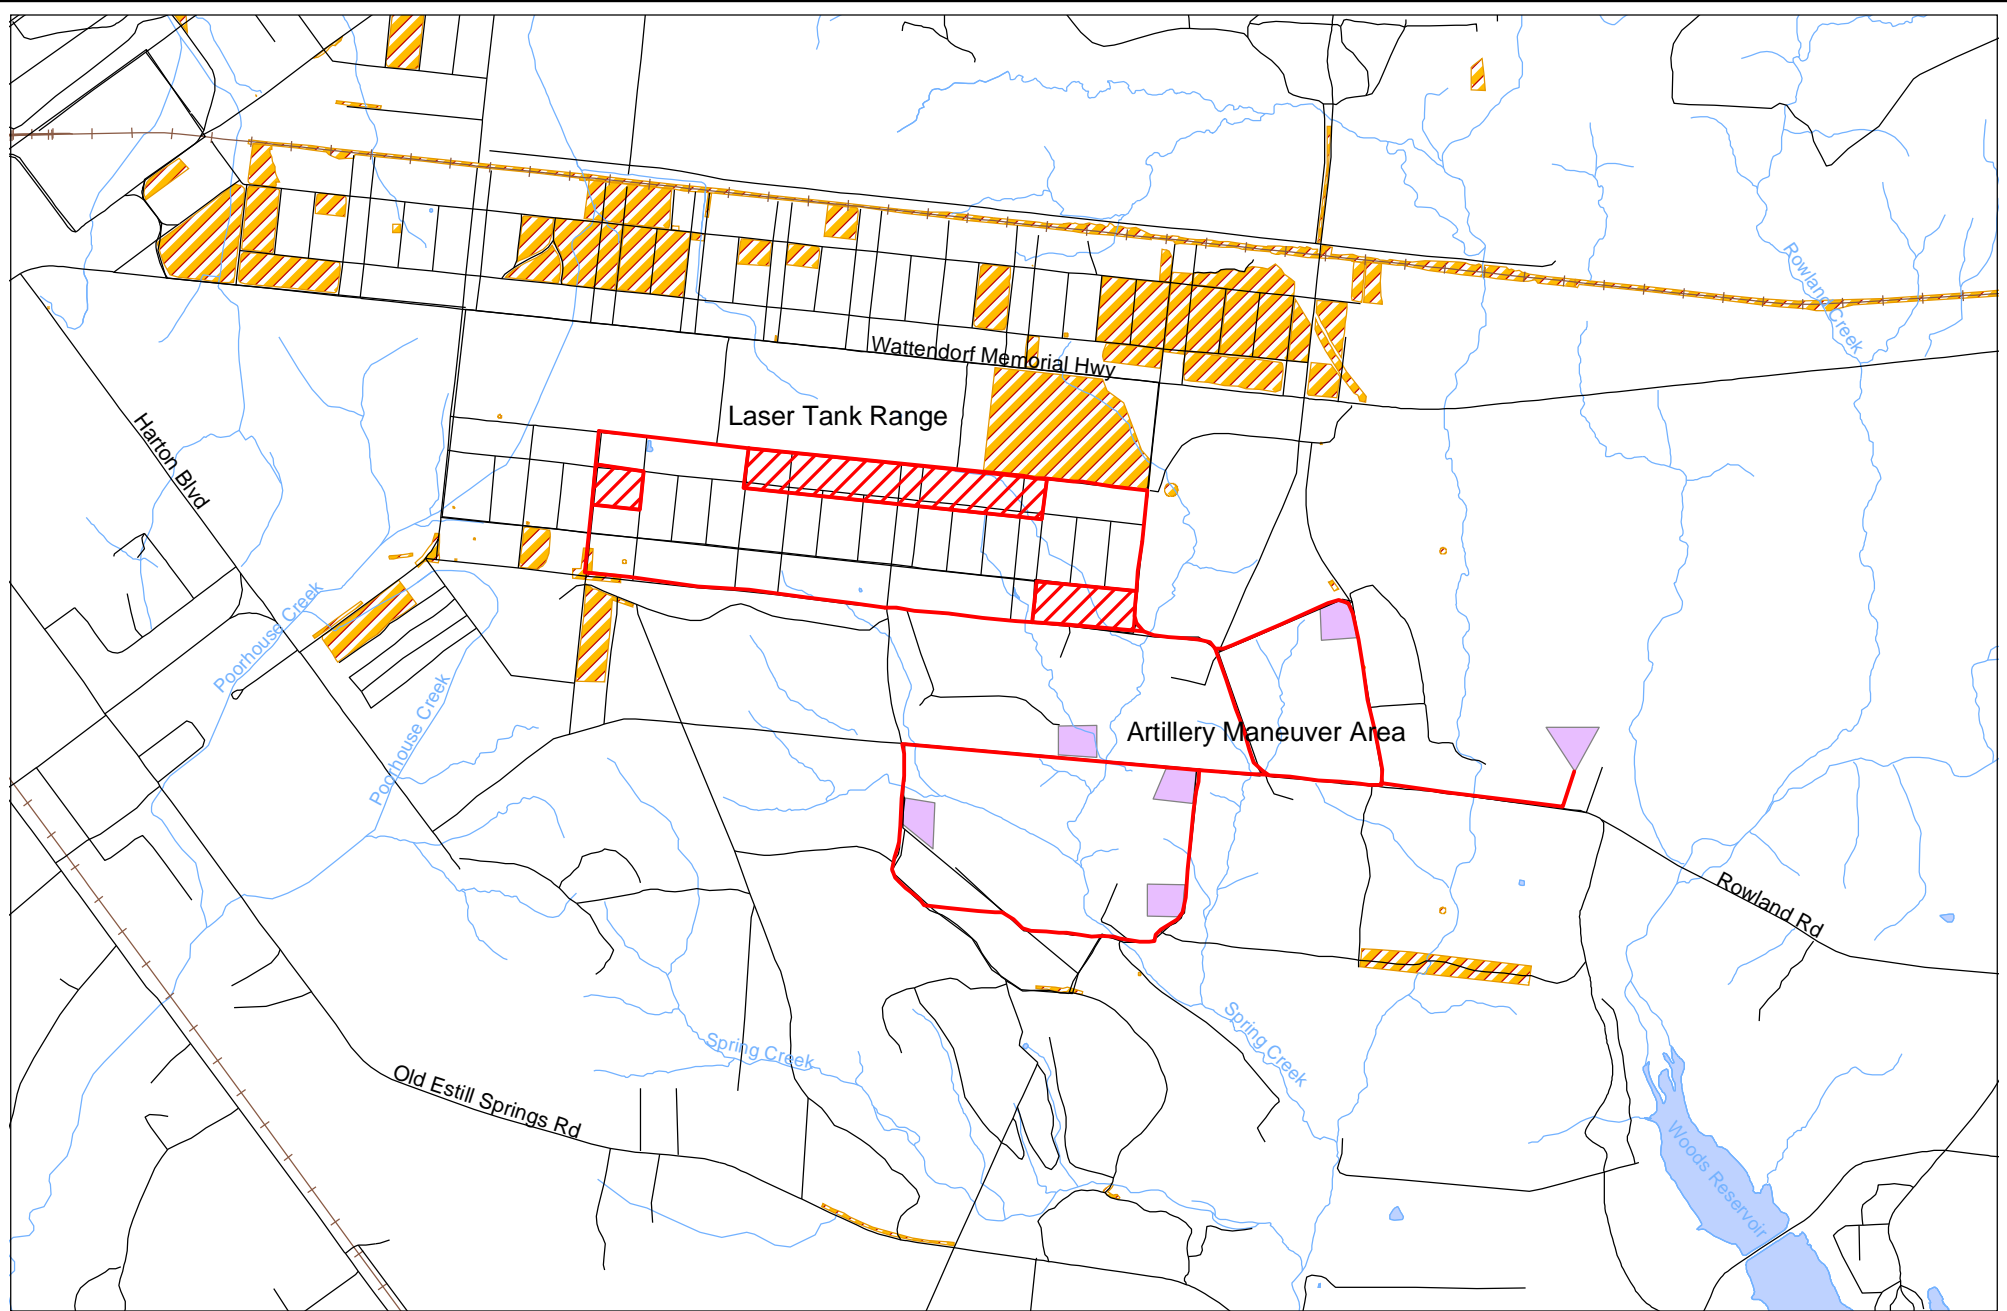 Rowland Creek
Wattendorf Memorial Hwy
Laser Tank Range
Harton Blvd
Poorhouse Creek
Poorhouse Creek
Artillery Maneuver Area
Rowland Rd
Spring Creek
Spring Creek
Old Estill Springs Rd
Woods Reservoir